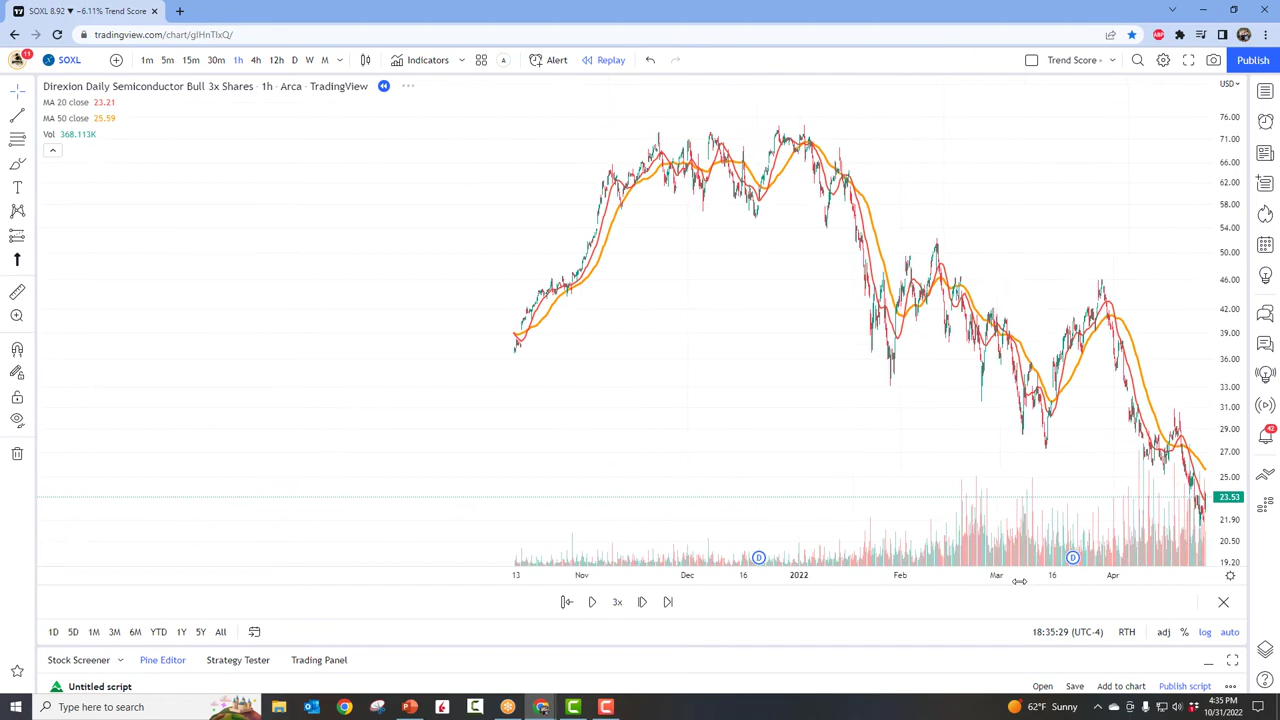 SOXL 8.92 ▼ −6.11% Trend Score
tradingview.com/chart/gIHnTIxQ/
11
SOXL
1m 5m 15m 30m 1h 4h 12h D W M
Indicators
Alert
Replay
Trend Score
Publish
Direxion Daily Semiconductor Bull 3x Shares · 1h · Arca · TradingView
USD
MA 20 close 23.21
MA 50 close 25.59
Vol 368.113K
76.00
71.00
66.00
62.00
58.00
54.00
50.00
46.00
42.00
39.00
36.00
33.00
31.00
29.00
27.00
25.00
23.53
21.90
20.50
19.20
42
D D
13 Nov Dec 16 2022 Feb Mar 16 Apr
3x
1D 5D 1M 3M 6M YTD 1Y 5Y All
18:35:29 (UTC-4) RTH adj % log auto
Stock Screener Pine Editor Strategy Tester Trading Panel
Untitled script
Open Save Add to chart Publish script
Type here to search
62°F Sunny
4:35 PM
10/31/2022